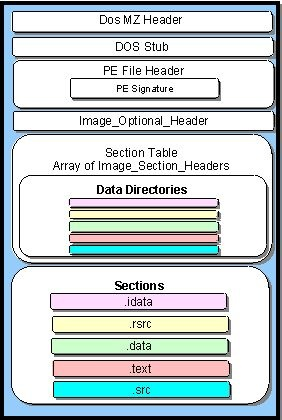 Dos MZ Header
DOS Stub
PE File Header
PE Signature
Image_Optional_Header
Section Table
Array of Image_Section_Headers
Data Directories
Sections
.idata
.rsrc
.data
.text
.src